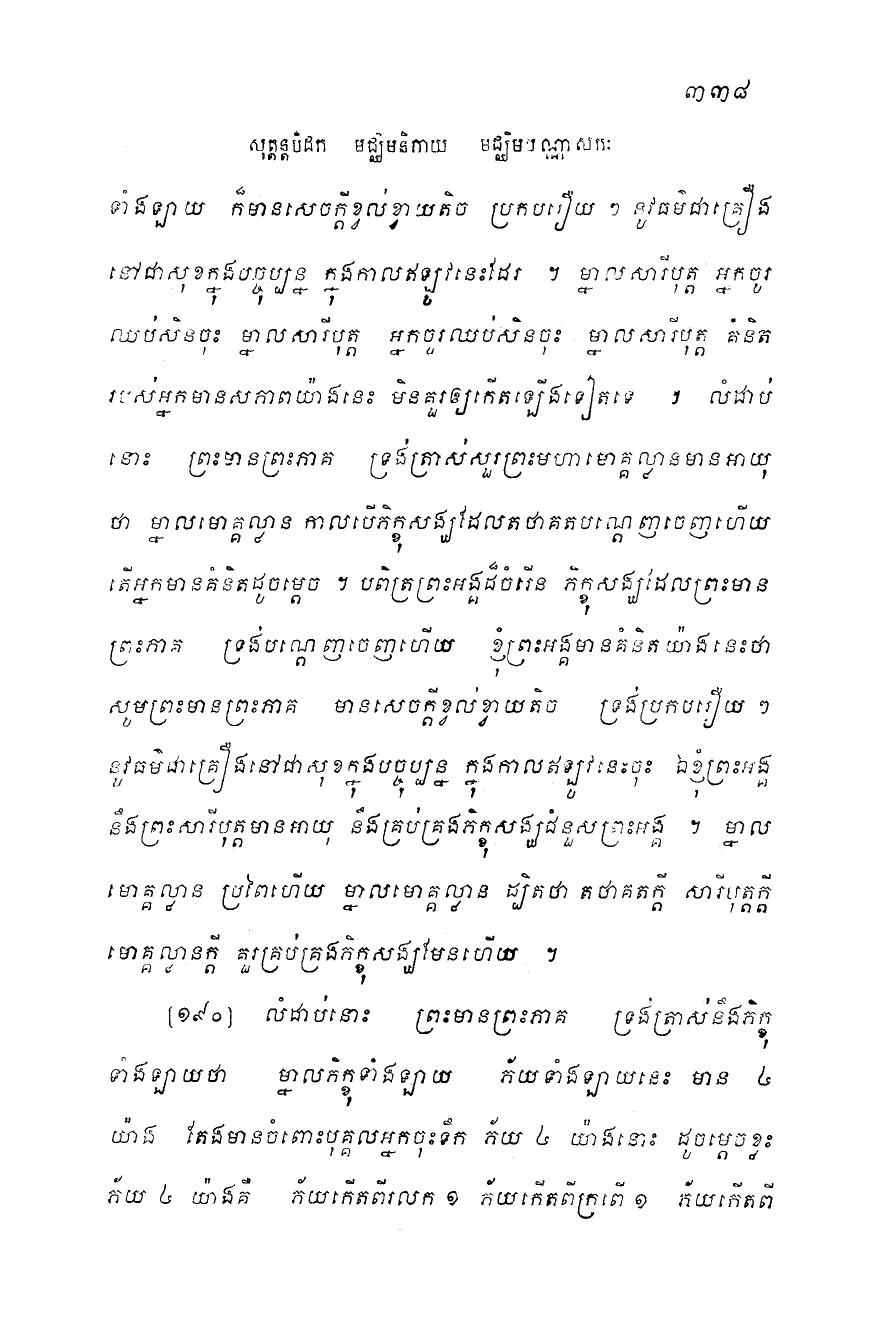 ៣៣៨
សុត្តន្តបិដក មជ្ឈិមនិកាយ មជ្ឈិមបណ្ណាសកៈ
ទាំងឡាយ ក៏មានសេចក្តីខ្វល់ខ្វាយតិច ប្រកបរឿយ ៗ នូវធម៌ជាគ្រឿង
នៅជាសុខក្នុងបច្ចុប្បន្ន ក្នុងកាលឥឡូវនេះដែរ ។ ម្នាលសារីបុត្ត អ្នកចូរ
ឈប់សិនចុះ ម្នាលសារីបុត្ត អ្នកចូរឈប់សិនចុះ ម្នាលសារីបុត្ត គំនិត
របស់អ្នកមានសភាពយ៉ាងនេះ មិនគួរឲ្យកើតឡើងទៀតទេ ។ លំដាប់
នោះ ព្រះមានព្រះភាគ ទ្រង់ត្រាស់សួរព្រះមហាមោគ្គល្លានមានអាយុ
ថា ម្នាលមោគ្គល្លាន កាលបើភិក្ខុសង្ឃដែលតថាគតបណ្តេញចេញហើយ
តើអ្នកមានគំនិតដូចម្តេច ។ បពិត្រព្រះអង្គដ៏ចំរើន ភិក្ខុសង្ឃដែលព្រះមាន
ព្រះភាគ ទ្រង់បណ្តេញចេញហើយ ខ្ញុំព្រះអង្គមានគំនិតយ៉ាងនេះថា
សូមព្រះមានព្រះភាគ មានសេចក្តីខ្វល់ខ្វាយតិច ទ្រង់ប្រកបរឿយ ៗ
នូវធម៌ជាគ្រឿងនៅជាសុខក្នុងបច្ចុប្បន្ន ក្នុងកាលឥឡូវនេះចុះ ឯខ្ញុំព្រះអង្គ
នឹងព្រះសារីបុត្តមានអាយុ នឹងគ្រប់គ្រងភិក្ខុសង្ឃជំនួសព្រះអង្គ ។ ម្នាល
មោគ្គល្លាន ប្រពៃហើយ ម្នាលមោគ្គល្លាន ដ្បិតថា តថាគតក្តី សារីបុត្តក្តី
មោគ្គល្លានក្តី គួរគ្រប់គ្រងភិក្ខុសង្ឃមែនហើយ ។
(១៩០) លំដាប់នោះ ព្រះមានព្រះភាគ ទ្រង់ត្រាស់នឹងភិក្ខុ
ទាំងឡាយថា ម្នាលភិក្ខុទាំងឡាយ ភ័យទាំងឡាយនេះ មាន ៤
យ៉ាង តែងមានចំពោះបុគ្គលអ្នកចុះទឹក ភ័យ ៤ យ៉ាងនោះ ដូចម្តេចខ្លះ
ភ័យ ៤ យ៉ាងគឺ ភ័យកើតពីរលក ១ ភ័យកើតពីក្រពើ ១ ភ័យកើតពី